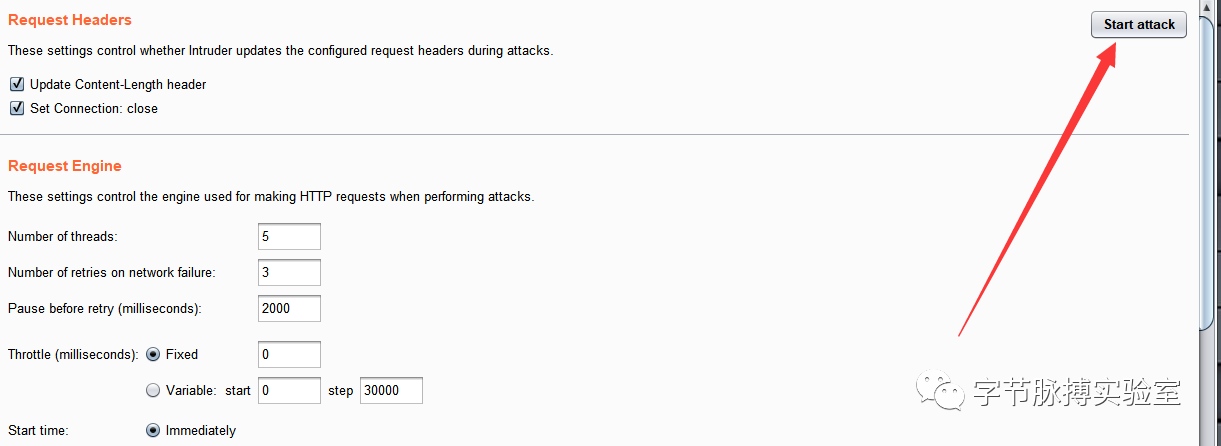 Request Headers
Start attack
These settings control whether Intruder updates the configured request headers during attacks.
Update Content-Length header
Set Connection: close
Request Engine
These settings control the engine used for making HTTP requests when performing attacks.
Number of threads: 5
Number of retries on network failure: 3
Pause before retry (milliseconds): 2000
Throttle (milliseconds): Fixed 0
Variable: start 0 step 30000
字节脉搏实验室
Start time: Immediately